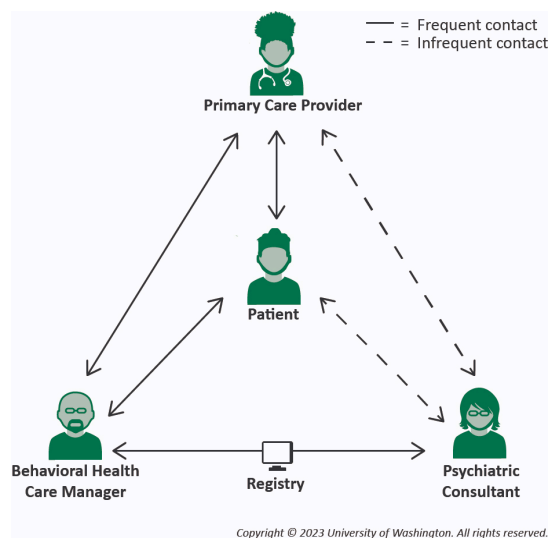 = Frequent contact
= Infrequent contact
Primary Care Provider
Patient
Behavioral Health
Care Manager
Registry
Psychiatric
Consultant
Copyright © 2023 University of Washington. All rights reserved.